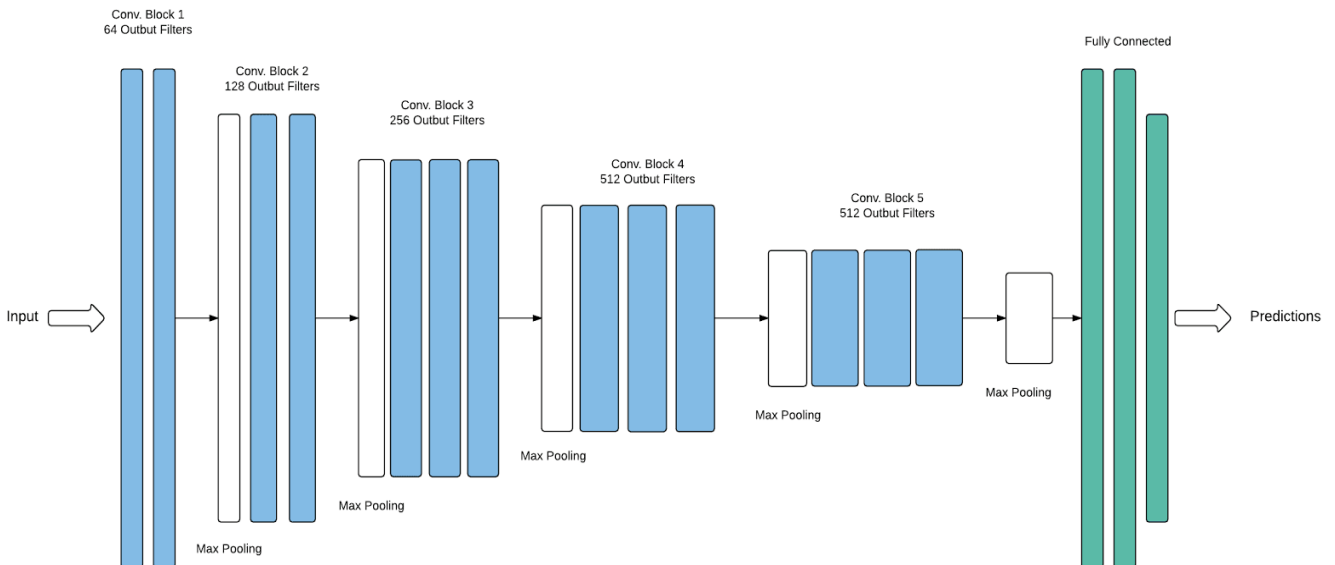 Conv. Block 1
64 Outbut Filters
Conv. Block 2
128 Outbut Filters
Conv. Block 3
256 Outbut Filters
Conv. Block 4
512 Outbut Filters
Conv. Block 5
512 Outbut Filters
Fully Connected
Input
Predictions
Max Pooling
Max Pooling
Max Pooling
Max Pooling
Max Pooling